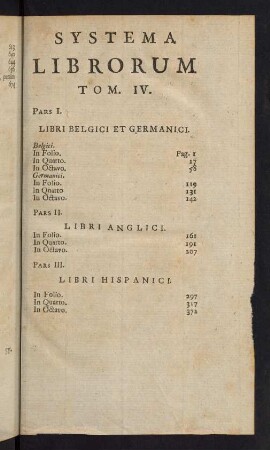 SYSTEMA
LIBRORUM
TOM. IV.
PARS I.
LIBRI BELGICI ET GERMANICI.
Belgici.
In Folio. Pag. 1
In Quarto. 17
In Octavo. 58
Germanici.
In Folio. 119
In Quarto 131
In Octavo. 142
PARS II.
LIBRI ANGLICI.
In Folio. 161
In Quarto. 191
In Octavo. 207
PARS III.
LIBRI HISPANICI.
In Folio. 297
In Quarto. 317
In Octavo. 372